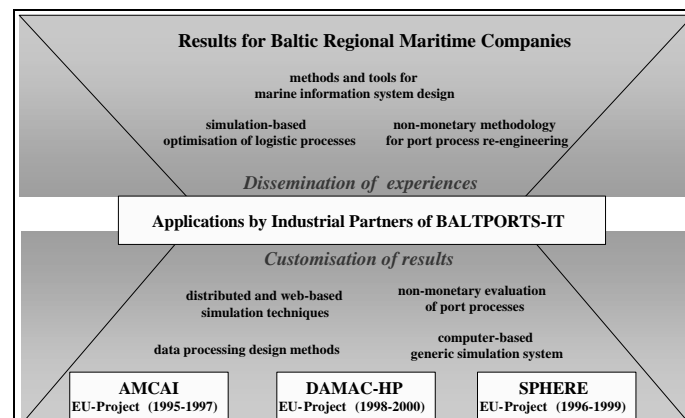 Results for Baltic Regional Maritime Companies
methods and tools for
marine information system design
simulation-based
optimisation of logistic processes
non-monetary methodology
for port process re-engineering
Dissemination of experiences
Applications by Industrial Partners of BALTPORTS-IT
Customisation of results
distributed and web-based
simulation techniques
non-monetary evaluation
of port processes
data processing design methods
computer-based
generic simulation system
AMCAI
EU-Project (1995-1997)
DAMAC-HP
EU-Project (1998-2000)
SPHERE
EU-Project (1996-1999)